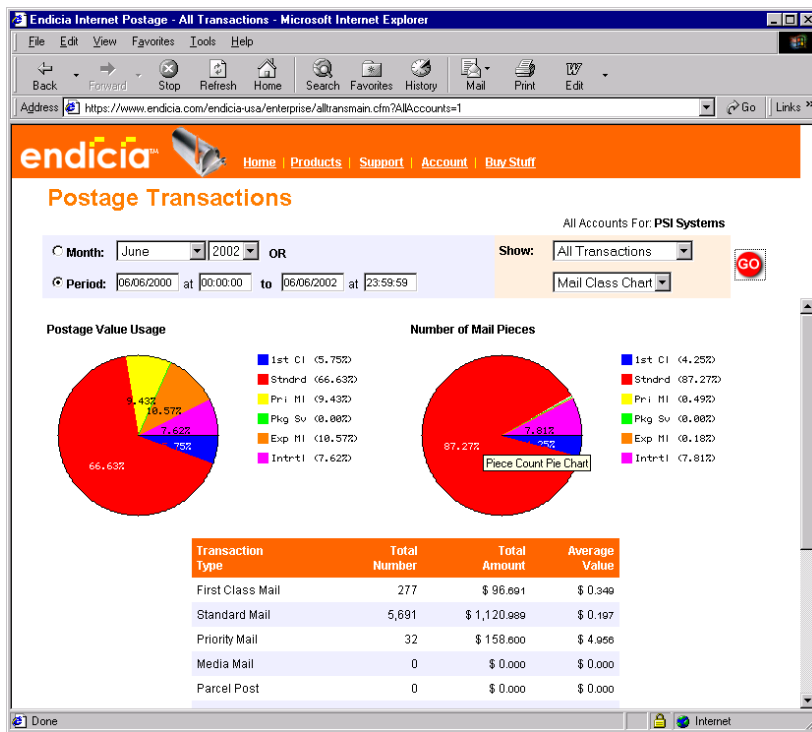 Endicia Internet Postage - All Transactions - Microsoft Internet Explorer
File Edit View Favorites Tools Help
Back Forward Stop Refresh Home Search Favorites History Mail Print Edit
Address https://www.endicia.com/endicia-usa/enterprise/alltransmain.cfm?AllAccounts=1 Go Links »
endicia™ Home | Products | Support | Account | Buy Stuff
Postage Transactions
All Accounts For: PSI Systems
Month: June 2002 OR Show: All Transactions
GO
Period: 06/06/2000 at 00:00:00 to 06/06/2002 at 23:59:59 Mail Class Chart
Postage Value Usage
9.43%
10.57%
7.62%
75%
66.63%
1st Cl (5.75%)
Stndrd (66.63%)
Pri Ml (9.43%)
Pkg Sv (0.00%)
Exp Ml (10.57%)
Intrtl (7.62%)
Number of Mail Pieces
7.81%
.25%
87.27%
Piece Count Pie Chart
1st Cl (4.25%)
Stndrd (87.27%)
Pri Ml (0.49%)
Pkg Sv (0.00%)
Exp Ml (0.18%)
Intrtl (7.81%)
Transaction Type Total Number Total Amount Average Value
First Class Mail 277 $ 96.691 $ 0.349
Standard Mail 5,691 $ 1,120.989 $ 0.197
Priority Mail 32 $ 158.600 $ 4.956
Media Mail 0 $ 0.000 $ 0.000
Parcel Post 0 $ 0.000 $ 0.000
Done Internet